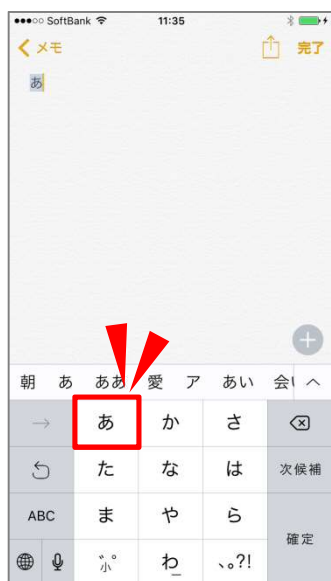 SoftBank 11:35
メモ 完了
あ
朝 あ ああ 愛 ア あい 会い
あ か さ
た な は 次候補
ABC ま や ら
小 わ 、。?! 確定